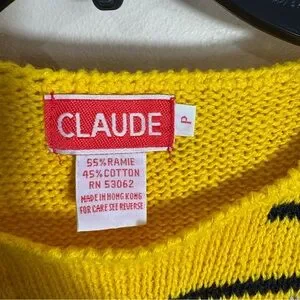 CLAUDE
P
55% RAMIE
45% COTTON
RN 53062
MADE IN HONG KONG
FOR CARE SEE REVERSE